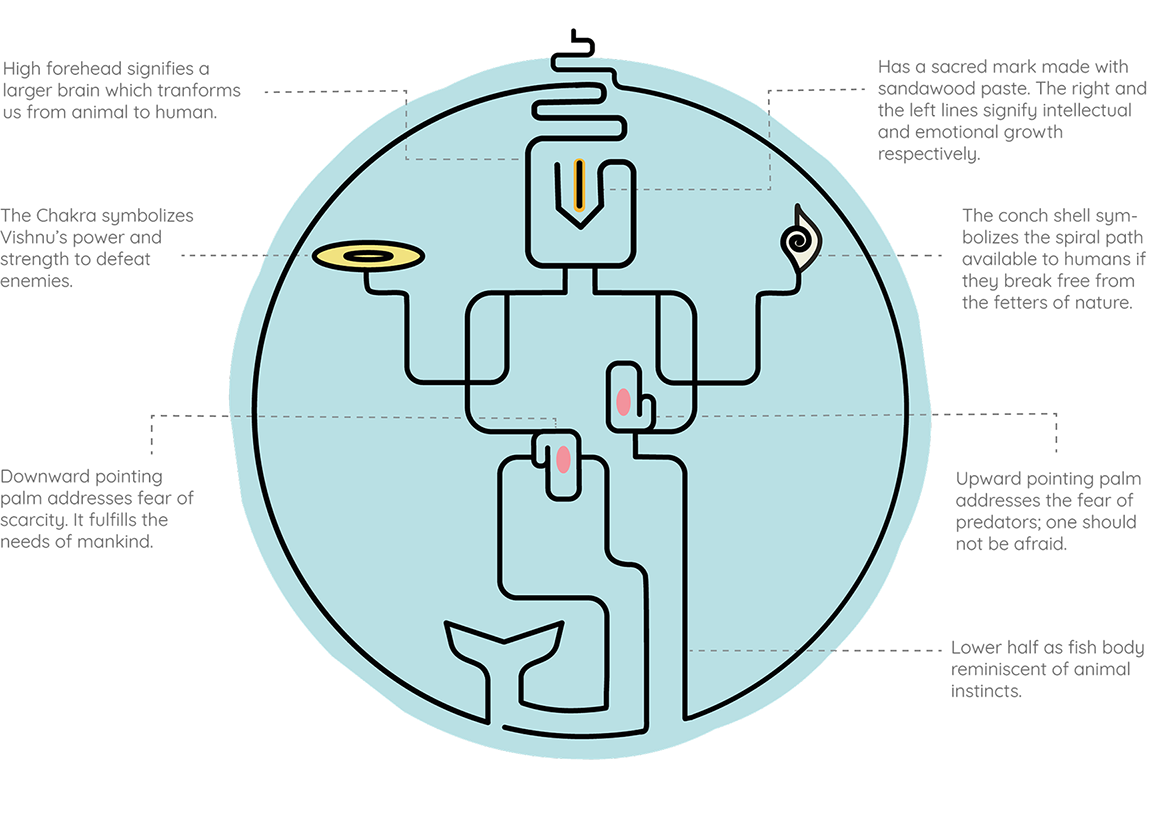 High forehead signifies a
larger brain which tranforms
us from animal to human.
Has a sacred mark made with
sandawood paste. The right and
the left lines signify intellectual
and emotional growth
respectively.
The Chakra symbolizes
Vishnu's power and
strength to defeat
enemies.
The conch shell sym-
bolizes the spiral path
available to humans if
they break free from
the fetters of nature.
Downward pointing
palm addresses fear of
scarcity. It fulfills the
needs of mankind.
Upward pointing palm
addresses the fear of
predators; one should
not be afraid.
Lower half as fish body
reminiscent of animal
instincts.